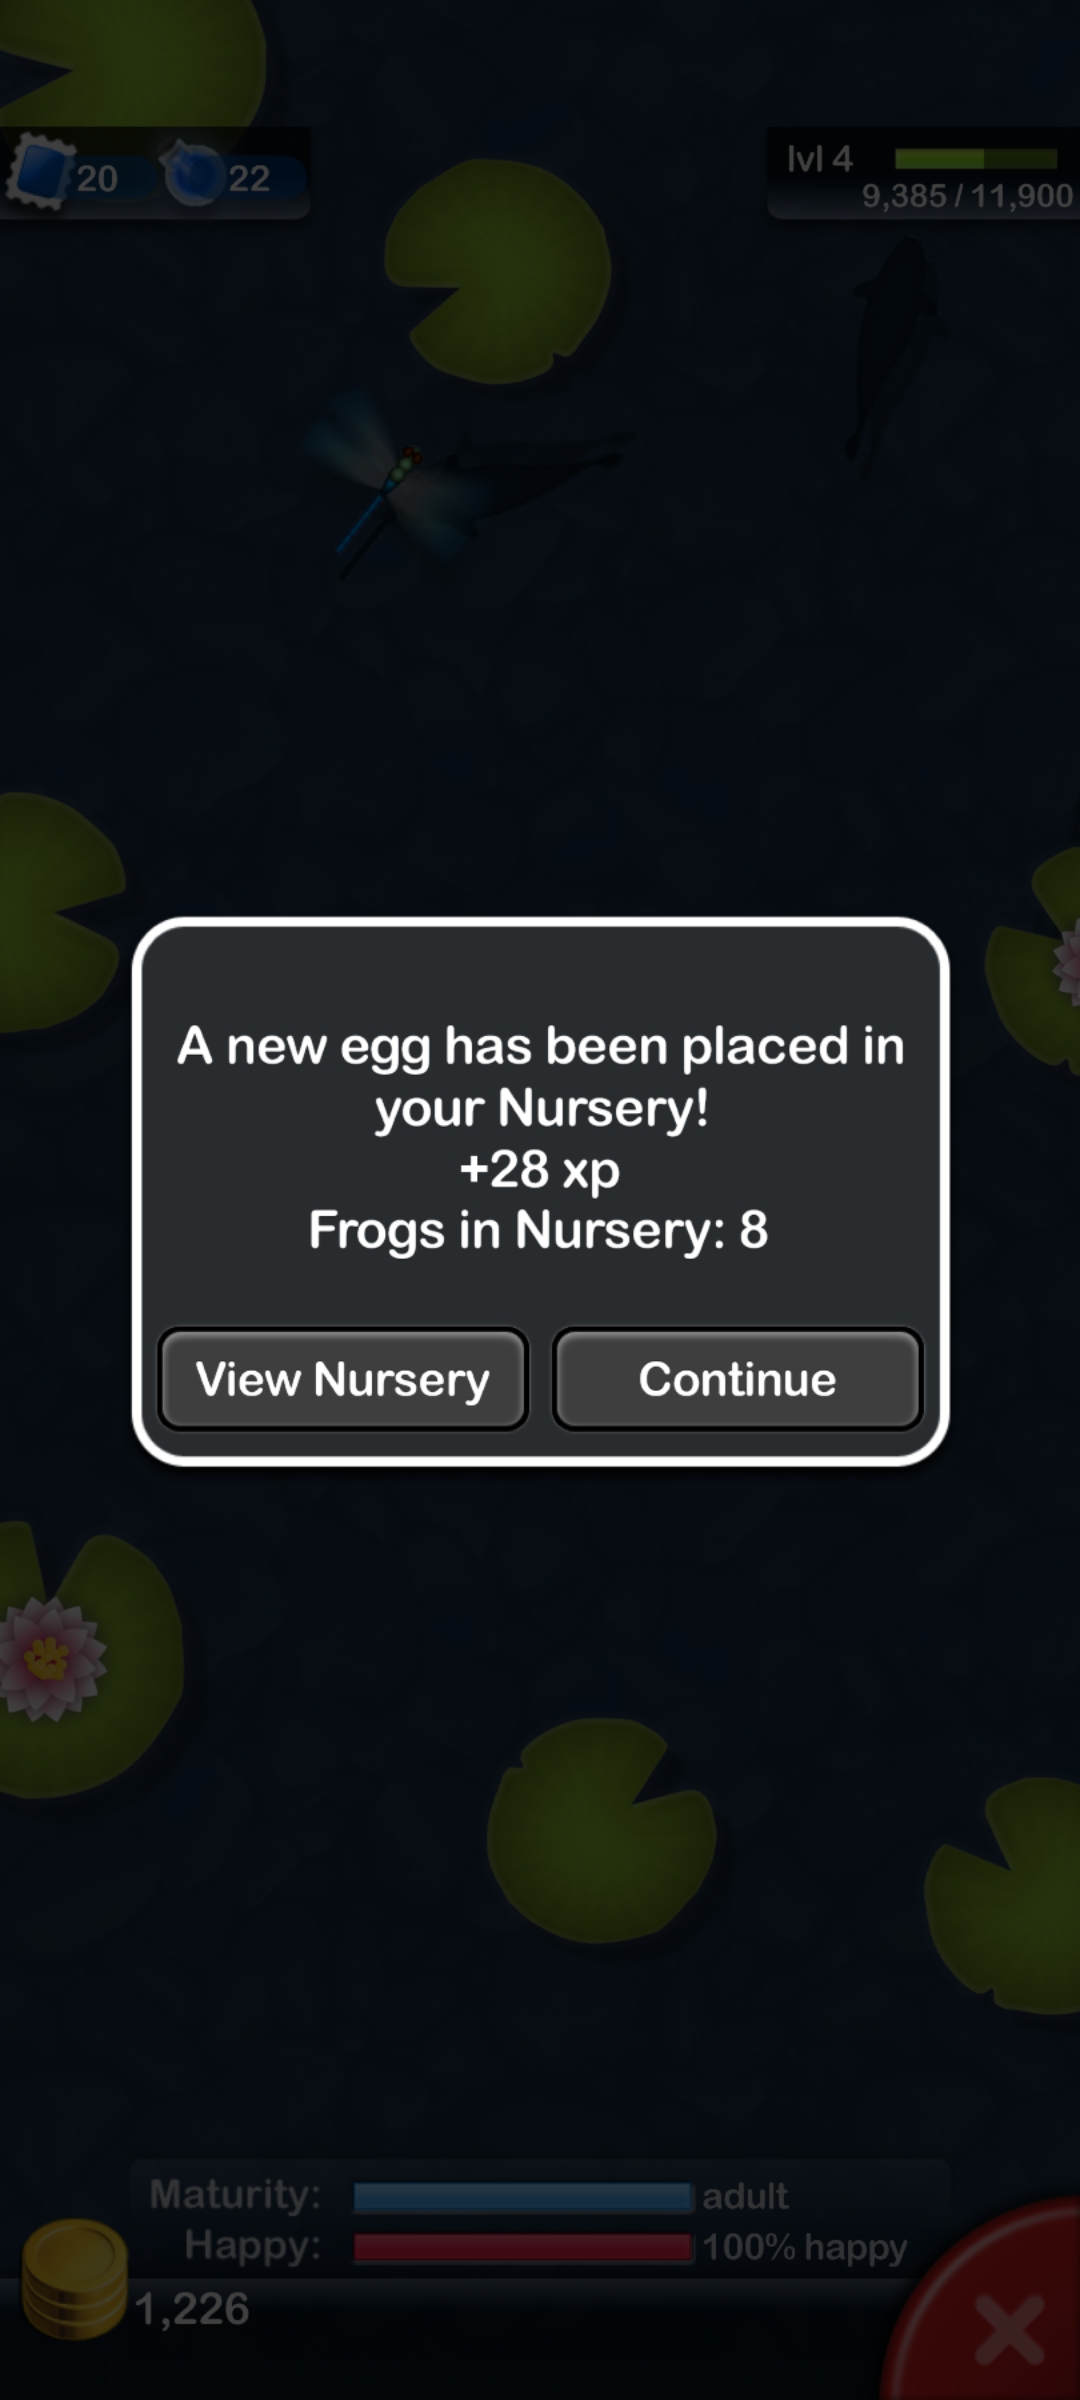 20
22
lvl 4
9,385 / 11,900
A new egg has been placed in
your Nursery!
+28 xp
Frogs in Nursery: 8
View Nursery
Continue
Maturity:
adult
Happy:
100% happy
1,226